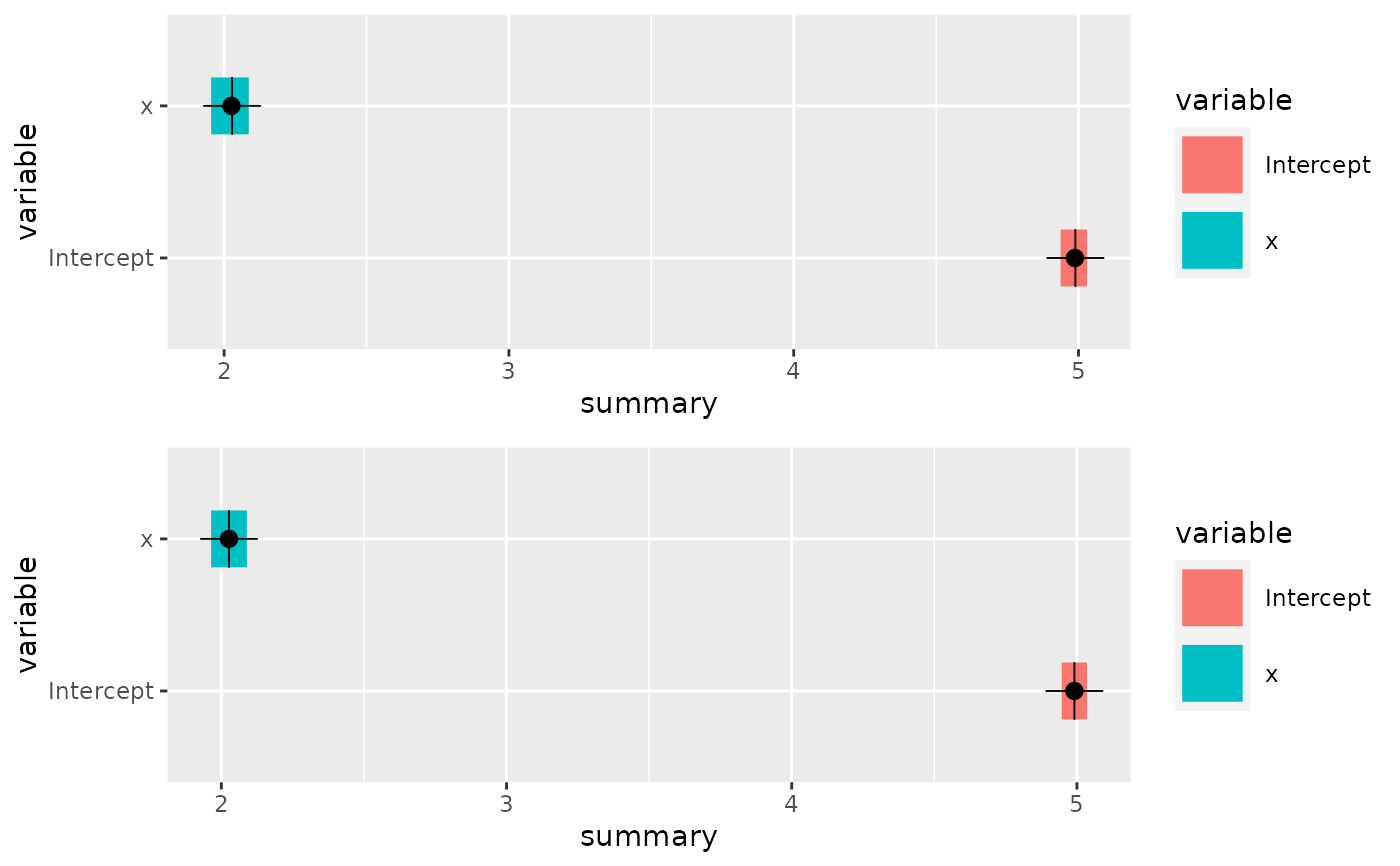 variable
x
Intercept
2 3 4 5
summary
variable
Intercept
x
variable
x
Intercept
2 3 4 5
summary
variable
Intercept
x